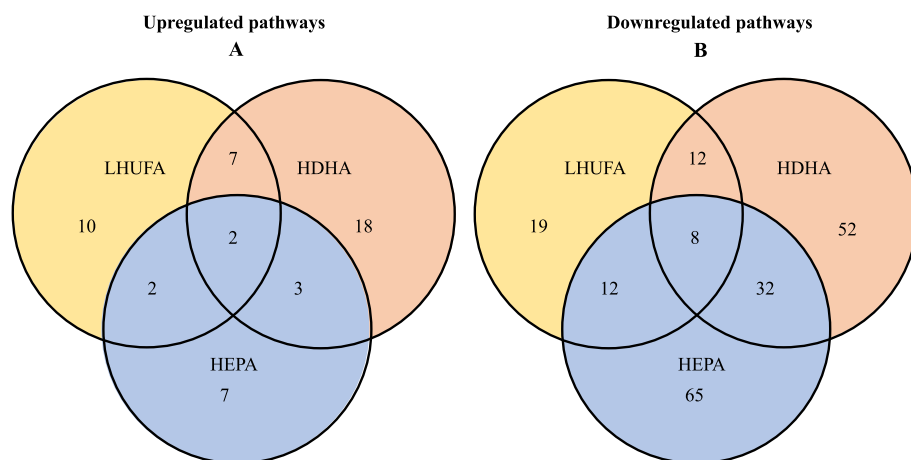 Upregulated pathways
A
LHUFA
7
HDHA
10
2
18
2
3
HEPA
7
Downregulated pathways
B
LHUFA
12
HDHA
19
8
52
12
32
HEPA
65